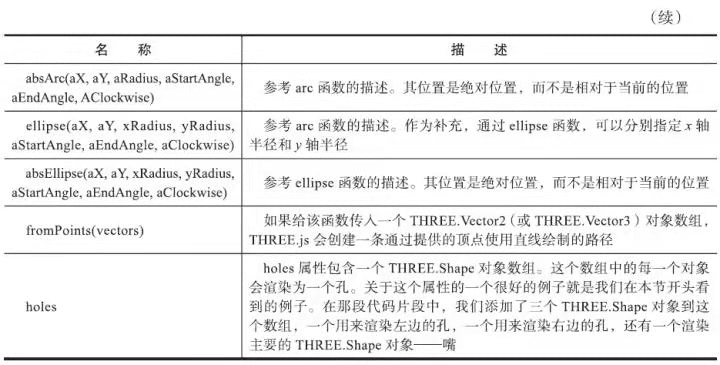 （续）
名 称 描 述
absArc(aX, aY, aRadius, aStartAngle,
aEndAngle, AClockwise)
参考 arc 函数的描述。其位置是绝对位置，而不是相对于当前的位置
ellipse(aX, aY, xRadius, yRadius,
aStartAngle, aEndAngle, aClockwise)
参考 arc 函数的描述。作为补充，通过 ellipse 函数，可以分别指定 x 轴
半径和 y 轴半径
absEllipse(aX, aY, xRadius, yRadius,
aStartAngle, aEndAngle, aClockwise)
参考 ellipse 函数的描述。其位置是绝对位置，而不是相对于当前的位置
fromPoints(vectors)
如果给该函数传入一个 THREE.Vector2（或 THREE.Vector3）对象数组，
THREE.js 会创建一条通过提供的顶点使用直线绘制的路径
holes
holes 属性包含一个 THREE.Shape 对象数组。这个数组中的每一个对象
会渲染为一个孔。关于这个属性的一个很好的例子就是我们在本节开头看
到的例子。在那段代码片段中，我们添加了三个 THREE.Shape 对象到这
个数组，一个用来渲染左边的孔，一个用来渲染右边的孔，还有一个渲染
主要的 THREE.Shape 对象——嘴